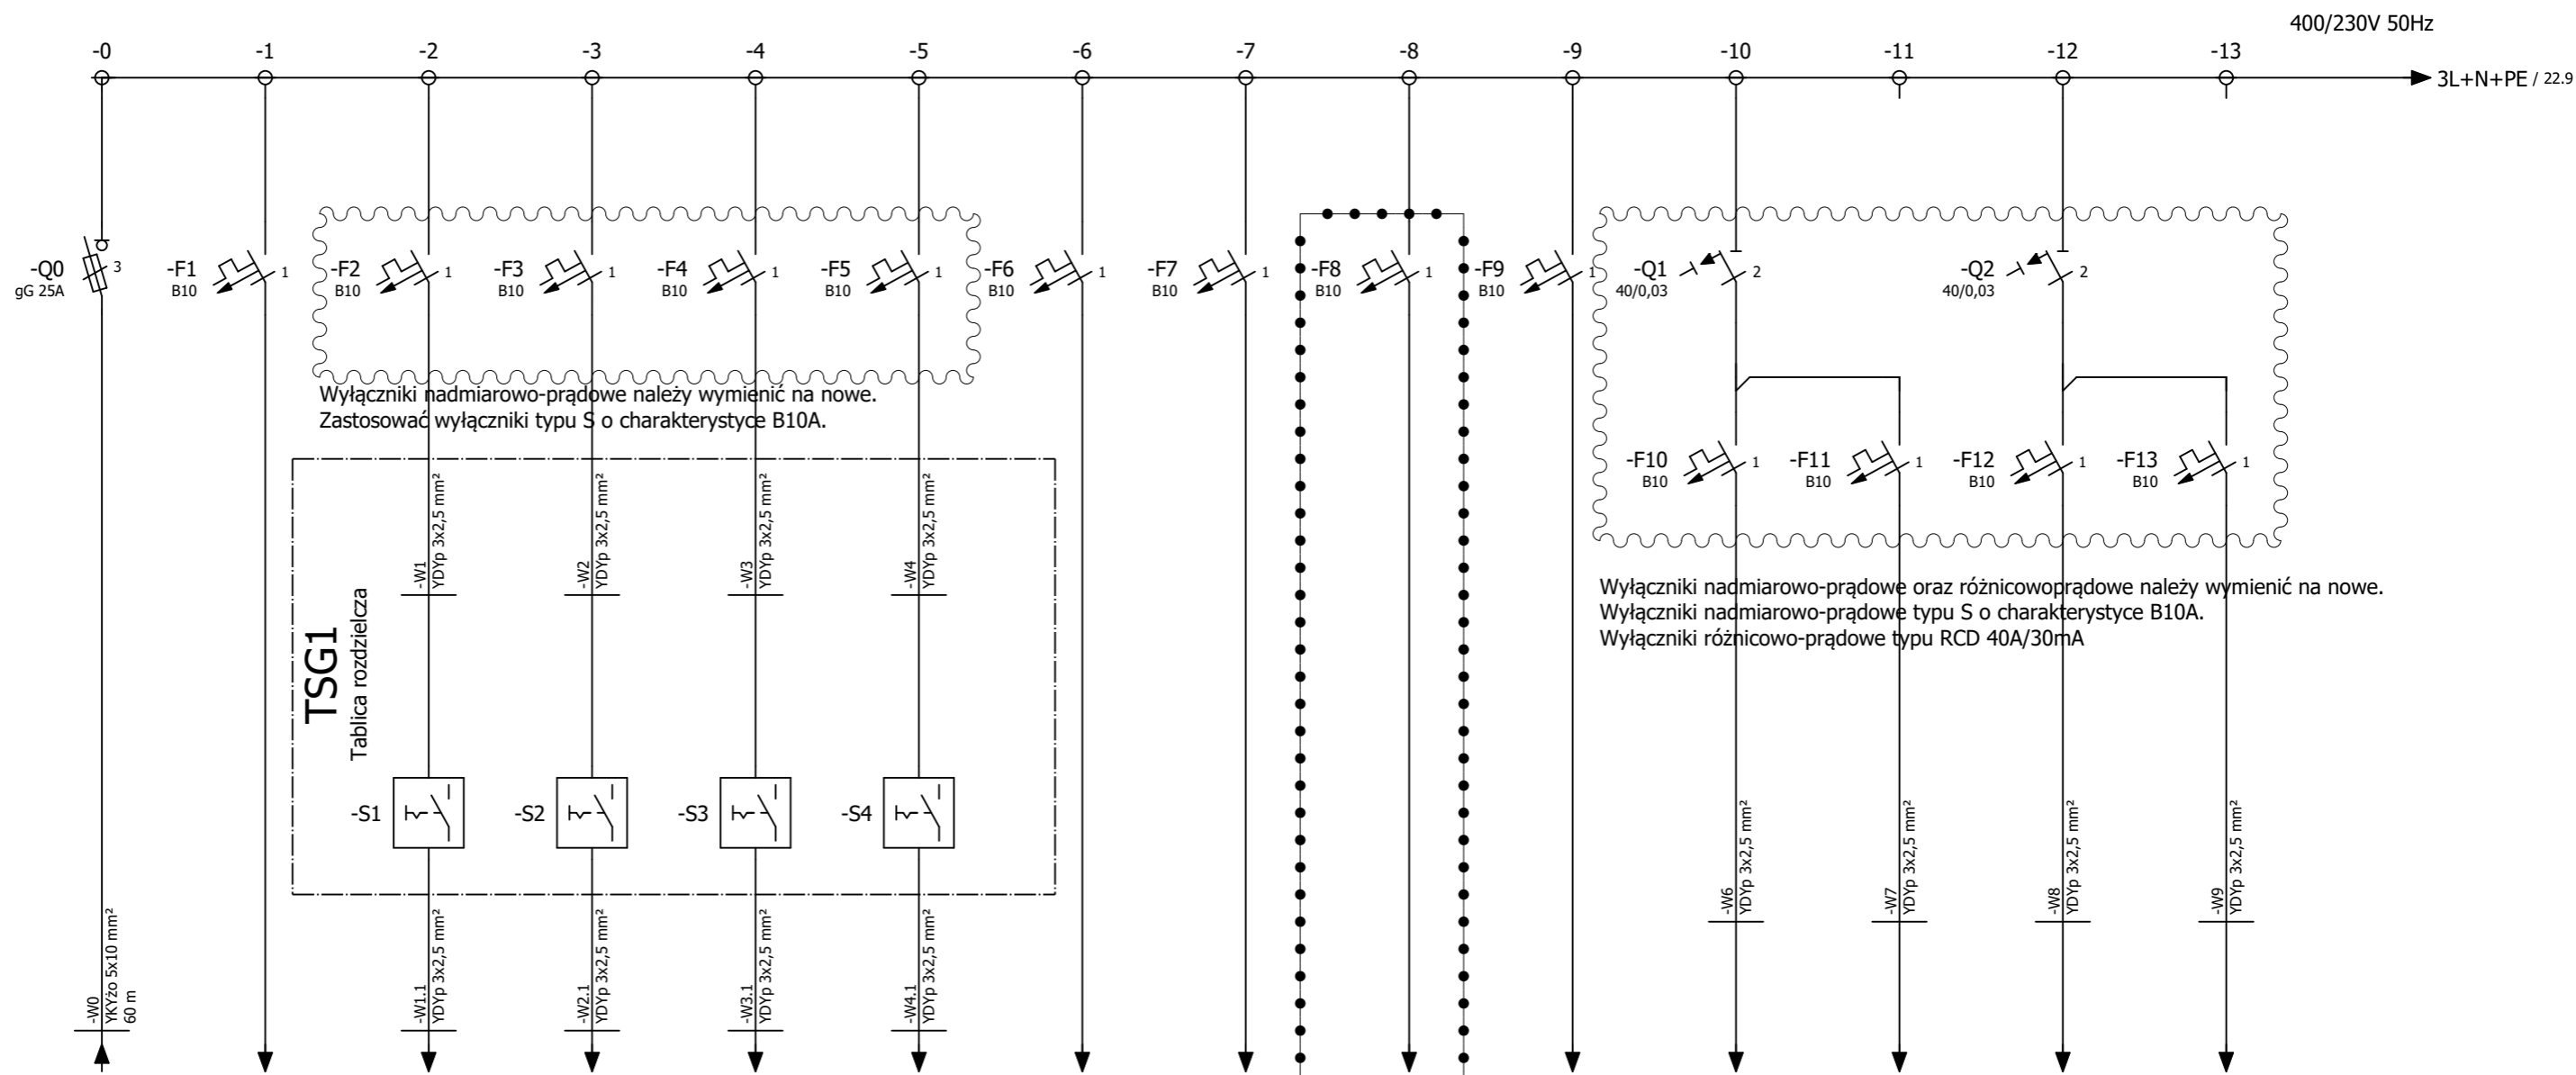 400/230V 50Hz
-0 -1 -2 -3 -4 -5 -6 -7 -8 -9 -10 -11 -12 -13
3L+N+PE / 22.9
-Q0 3
gG 25A
-F1 1
B10
-F2 1
B10
-F3 1
B10
-F4 1
B10
-F5 1
B10
-F6 1
B10
-F7 1
B10
-F8 1
B10
-F9 1
B10
-Q1 2
40/0,03
-Q2 2
40/0,03
Wyłączniki nadmiarowo-prądowe należy wymienić na nowe.
Zastosować wyłączniki typu S o charakterystyce B10A.
-F10 1
B10
-F11 1
B10
-F12 1
B10
-F13 1
B10
Wyłączniki nadmiarowo-prądowe oraz różnicowoprądowe należy wymienić na nowe.
Wyłączniki nadmiarowo-prądowe typu S o charakterystyce B10A.
Wyłączniki różnicowo-prądowe typu RCD 40A/30mA
TSG1
Tablica rozdzielcza
-W1
YDYp 3x2,5 mm²
-W2
YDYp 3x2,5 mm²
-W3
YDYp 3x2,5 mm²
-W4
YDYp 3x2,5 mm²
-S1
-S2
-S3
-S4
-W6
YDYp 3x2,5 mm²
-W7
YDYp 3x2,5 mm²
-W8
YDYp 3x2,5 mm²
-W9
YDYp 3x2,5 mm²
-W0
YKYżo 5x10 mm²
60 m
-W1.1
YDYp 3x2,5 mm²
-W2.1
YDYp 3x2,5 mm²
-W3.1
YDYp 3x2,5 mm²
-W4.1
YDYp 3x2,5 mm²